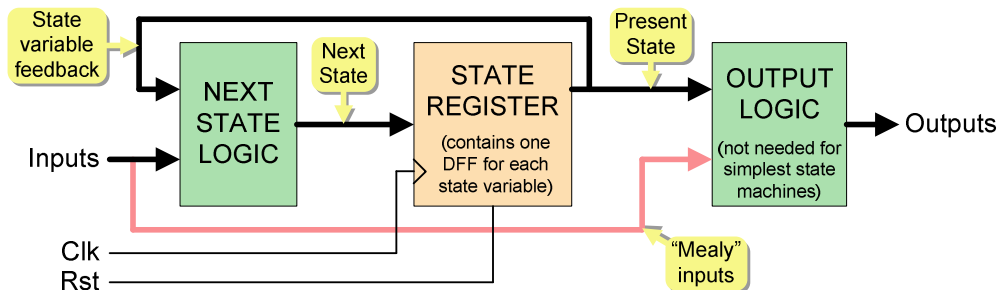 State
variable
feedback
Next
State
Present
State
NEXT
STATE
LOGIC
STATE
REGISTER
(contains one
DFF for each
state variable)
OUTPUT
LOGIC
(not needed for
simplest state
machines)
Outputs
Inputs
Clk
Rst
“Mealy”
inputs